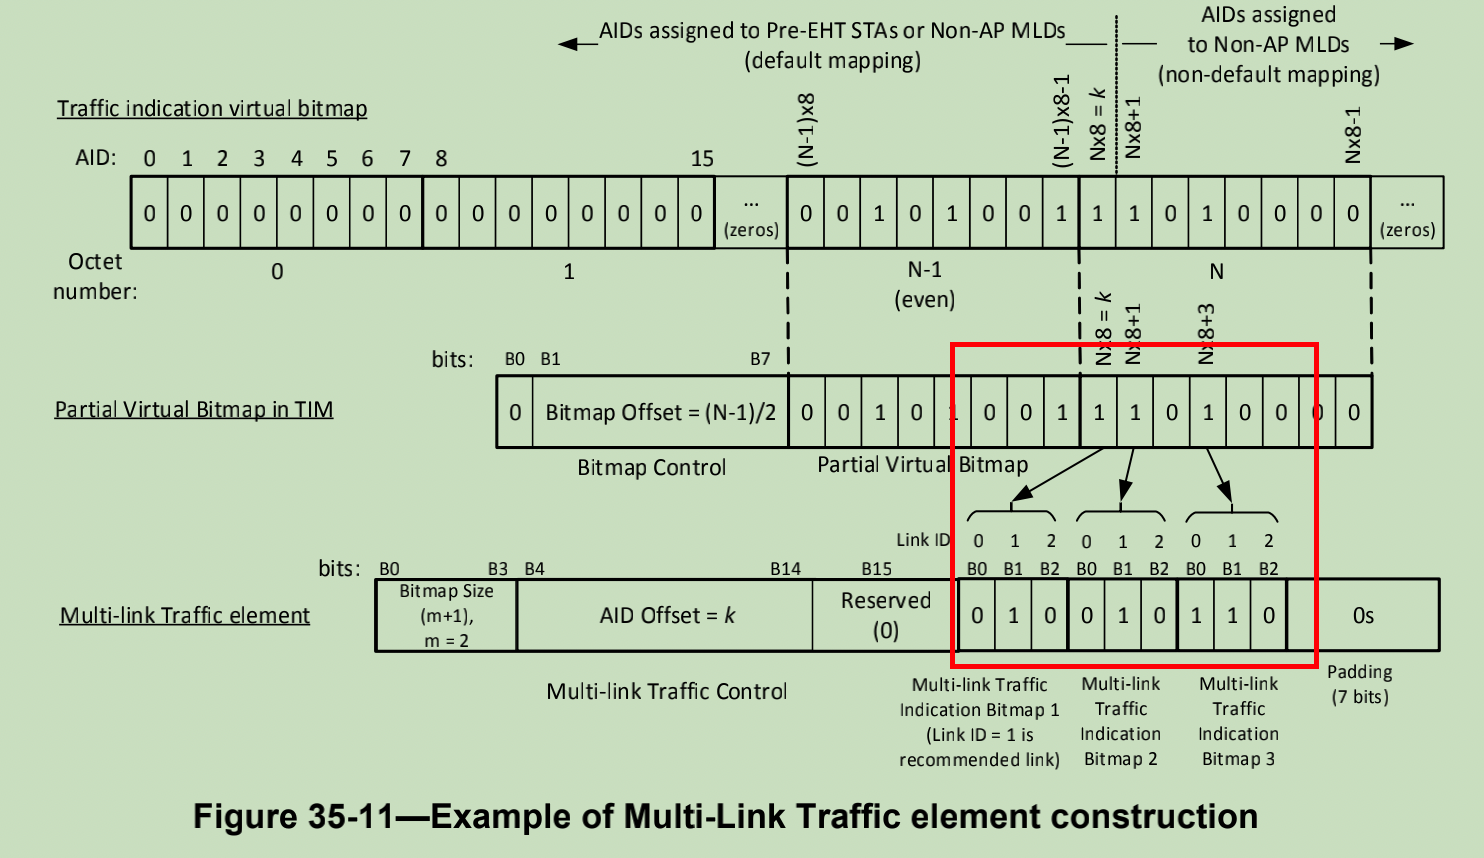 AIDs assigned to Pre-EHT STAs or Non-AP MLDs
(default mapping)
AIDs assigned
to Non-AP MLDs
(non-default mapping)
Traffic indication virtual bitmap
(N-1)x8
(N-1)x8-1
Nx8 = k
Nx8+1
Nx8-1
AID: 0 1 2 3 4 5 6 7 8 15
0 0 0 0 0 0 0 0 0 0 0 0 0 0 0 0 ... 0 0 1 0 1 0 0 1 1 1 0 1 0 0 0 0 ...
(zeros) (zeros)
Octet
number:
0 1 N-1
(even)
N
Nx8 = k
Nx8+1
Nx8+3
bits: B0 B1 B7
Partial Virtual Bitmap in TIM
0 Bitmap Offset = (N-1)/2 0 0 1 0 1 0 0 1 1 1 0 1 0 0 0 0
Bitmap Control Partial Virtual Bitmap
Link ID 0 1 2 0 1 2 0 1 2
bits: B0 B3 B4 B14 B15 B0 B1 B2 B0 B1 B2 B0 B1 B2
Multi-link Traffic element
Bitmap Size
(m+1),
m = 2
AID Offset = k
Reserved
(0)
0 1 0 0 1 0 1 1 0 0s
Multi-link Traffic Control
Multi-link Traffic
Indication Bitmap 1
(Link ID = 1 is
recommended link)
Multi-link
Traffic
Indication
Bitmap 2
Multi-link
Traffic
Indication
Bitmap 3
Padding
(7 bits)
Figure 35-11—Example of Multi-Link Traffic element construction